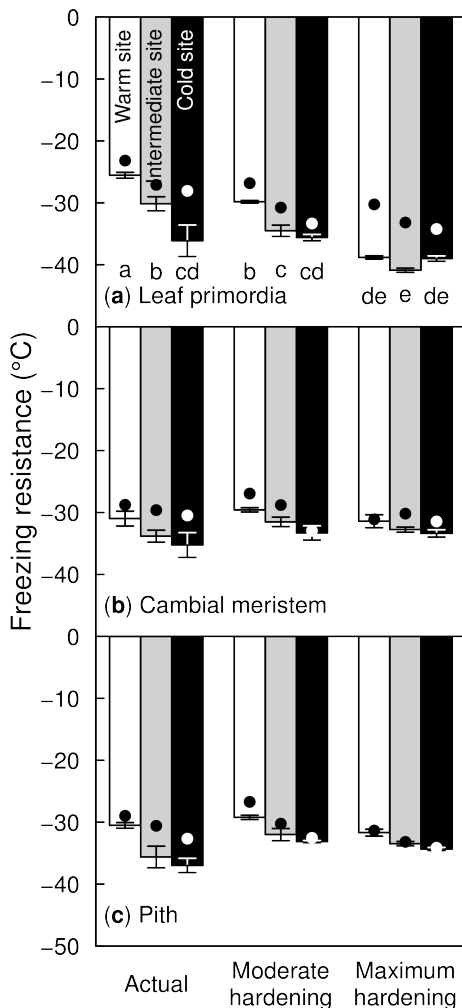 Freezing resistance (°C)
0
−10
−20
−30
−40
Warm site
Intermediate site
Cold site
a b cd
b c cd
de e de
(a) Leaf primordia
0
−10
−20
−30
−40
(b) Cambial meristem
0
−10
−20
−30
−40
−50
(c) Pith
Actual
Moderate
hardening
Maximum
hardening